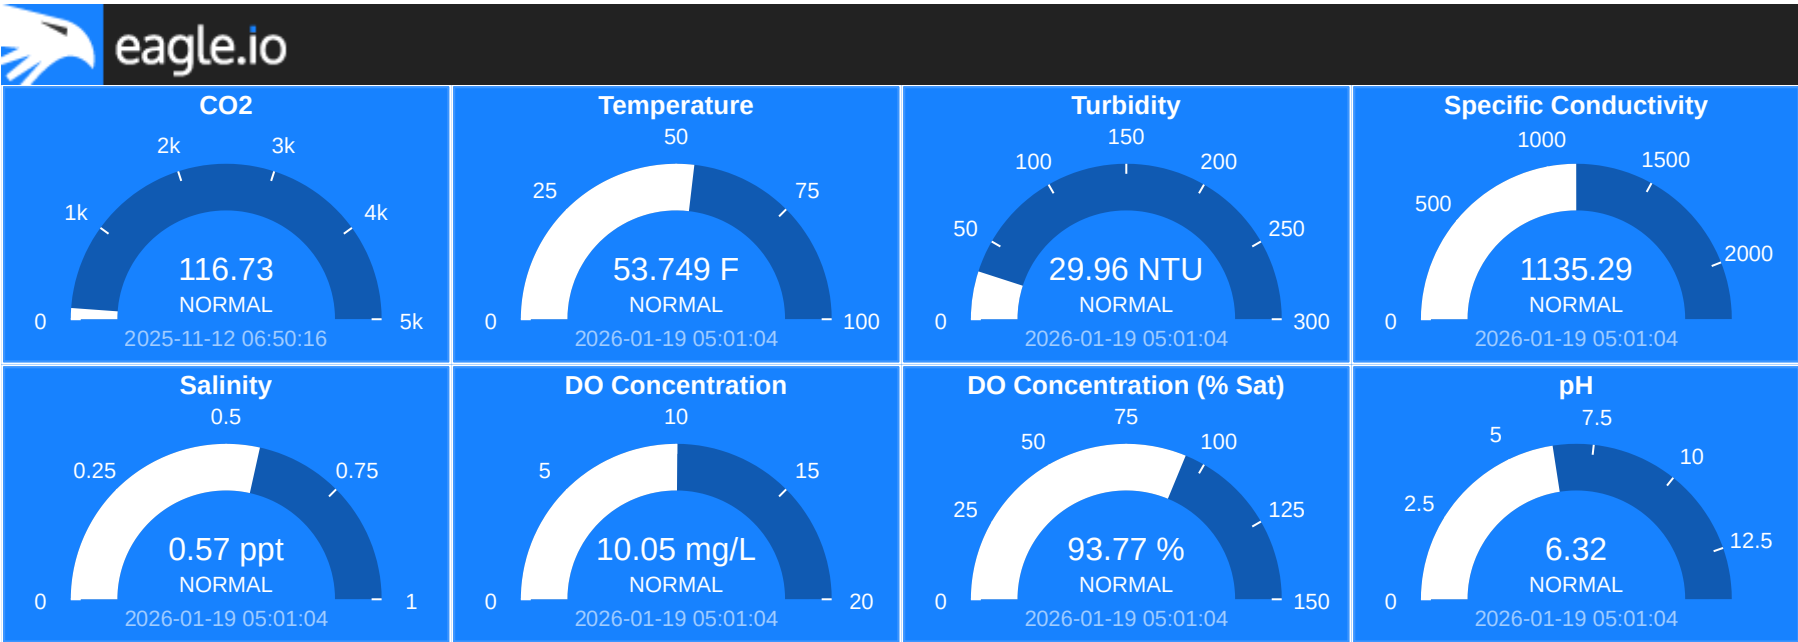 eagle.io
CO2
0
1k
2k
3k
4k
5k
116.73
NORMAL
2025-11-12 06:50:16
Temperature
0
25
50
75
100
53.749 F
NORMAL
2026-01-19 05:01:04
Turbidity
0
50
100
150
200
250
300
29.96 NTU
NORMAL
2026-01-19 05:01:04
Specific Conductivity
0
500
1000
1500
2000
1135.29
NORMAL
2026-01-19 05:01:04
Salinity
0
0.25
0.5
0.75
1
0.57 ppt
NORMAL
2026-01-19 05:01:04
DO Concentration
0
5
10
15
20
10.05 mg/L
NORMAL
2026-01-19 05:01:04
DO Concentration (% Sat)
0
25
50
75
100
125
150
93.77 %
NORMAL
2026-01-19 05:01:04
pH
0
2.5
5
7.5
10
12.5
6.32
NORMAL
2026-01-19 05:01:04